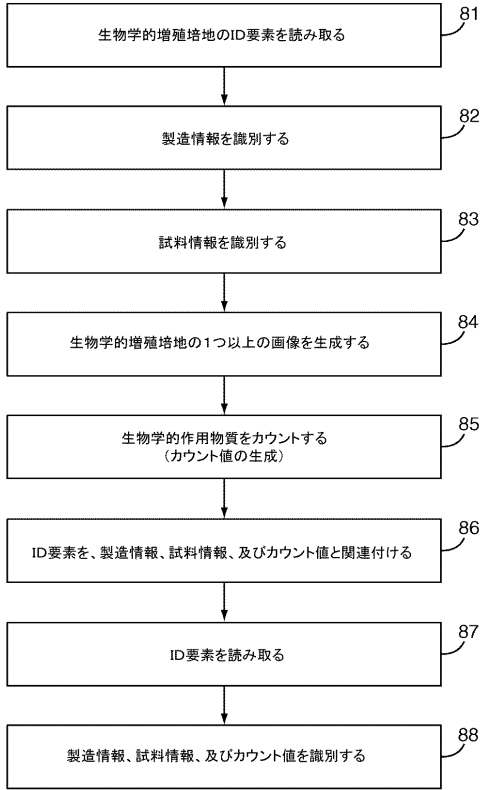 81
生物学的増殖培地のID要素を読み取る
82
製造情報を識別する
83
試料情報を識別する
84
生物学的増殖培地の1つ以上の画像を生成する
85
生物学的作用物質をカウントする
(カウント値の生成)
86
ID要素を、製造情報、試料情報、及びカウント値と関連付ける
87
ID要素を読み取る
88
製造情報、試料情報、及びカウント値を識別する